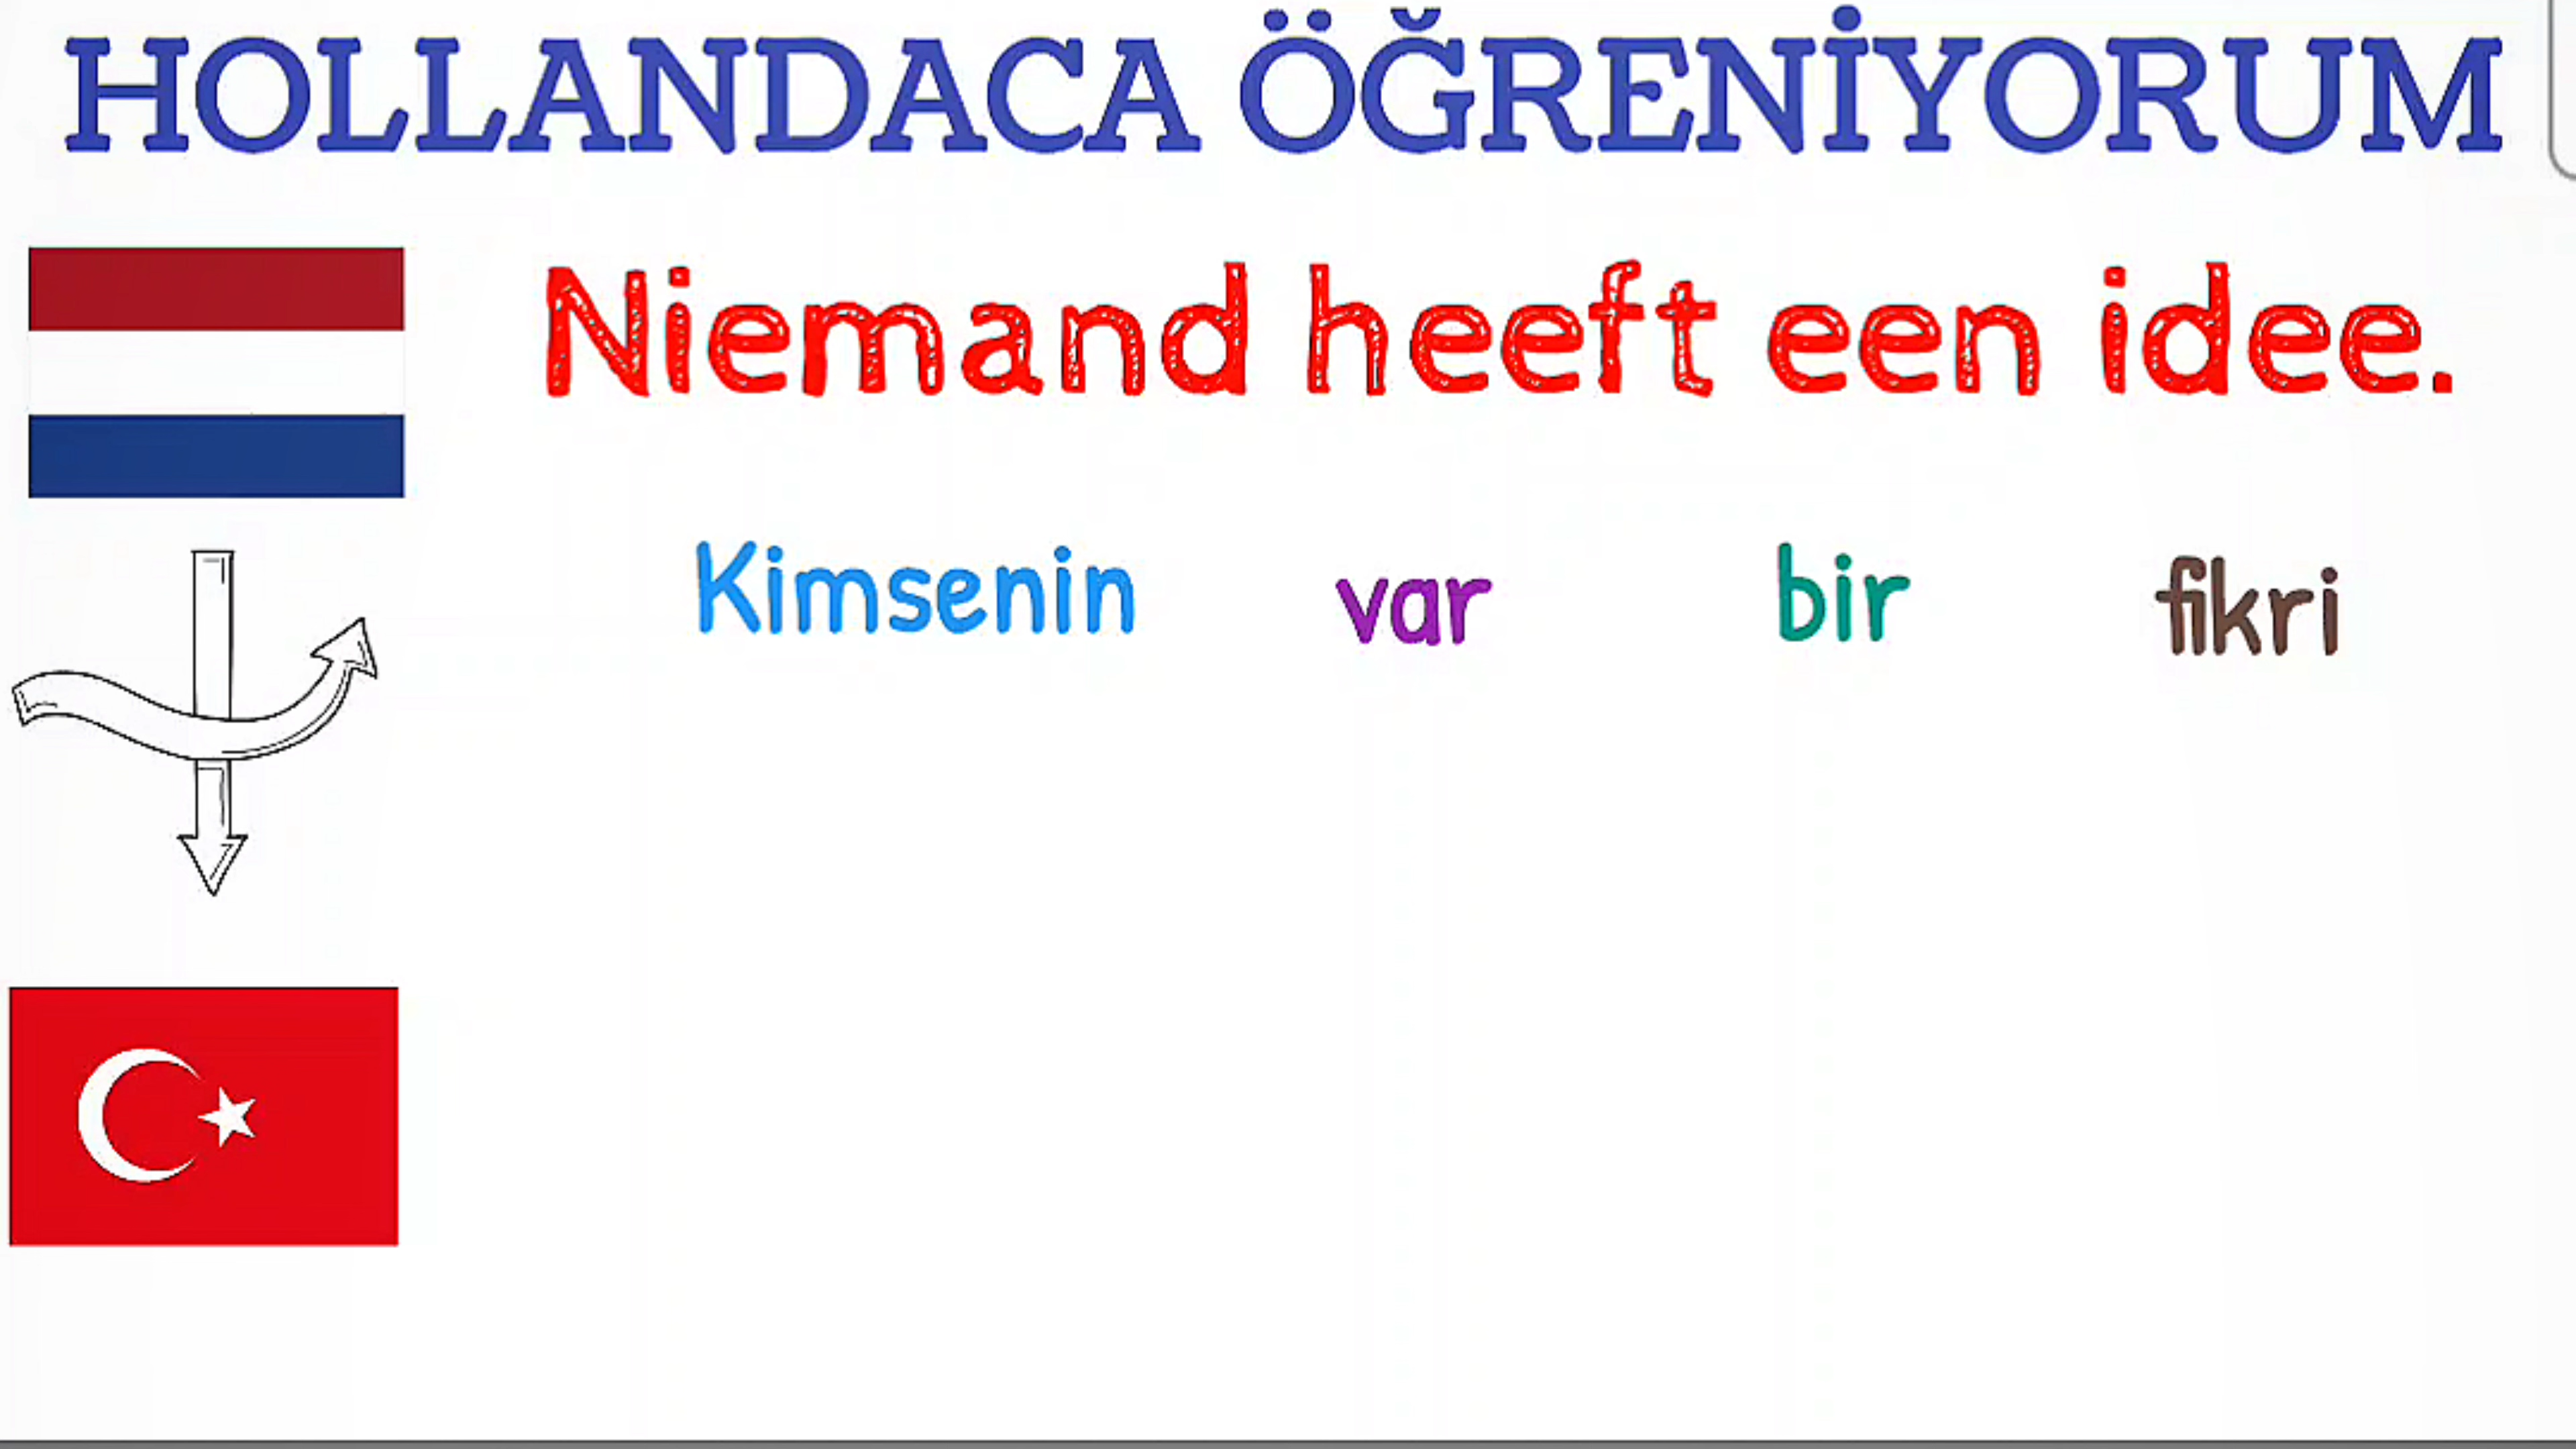 HOLLANDACA ÖĞRENİYORUM
Niemand heeft een idee.
Kimsenin var bir fikri